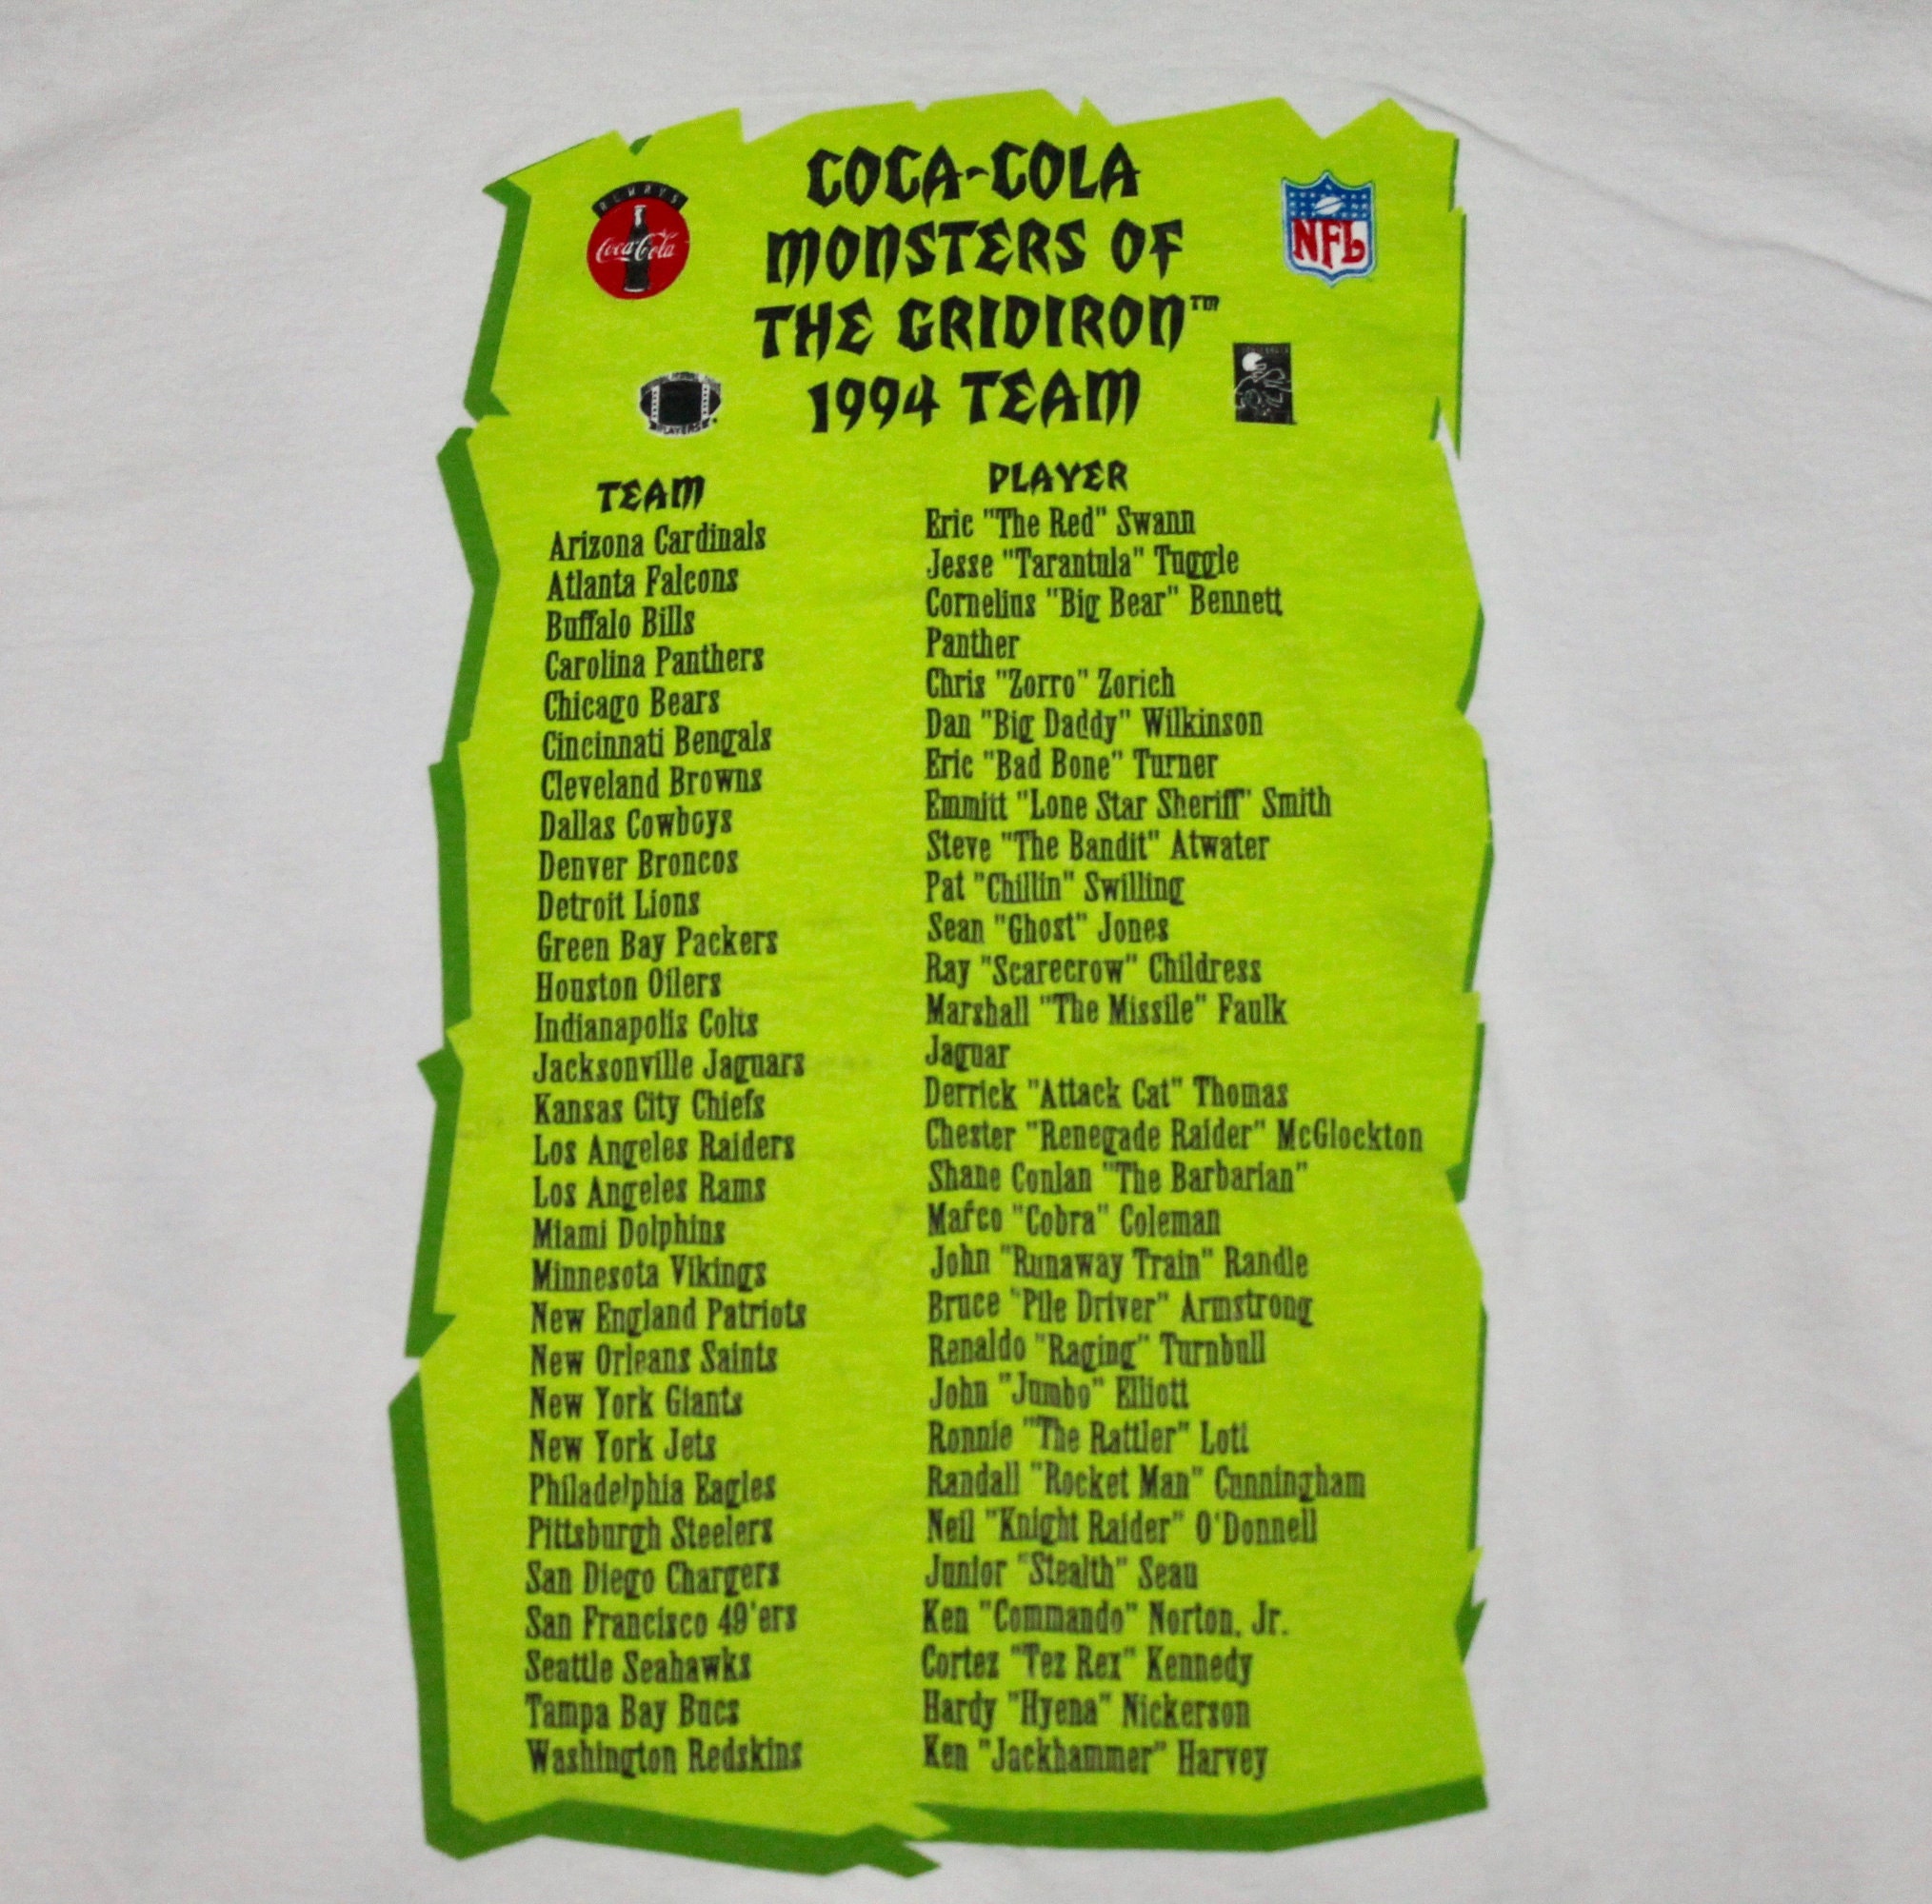 COCA-COLA
MONSTERS OF
THE GRIDIRON™
1994 TEAM
ALWAYS
Coca-Cola
NFL
PLAYERS
TEAM PLAYER
Arizona Cardinals Eric "The Red" Swann
Atlanta Falcons Jesse "Tarantula" Tuggle
Buffalo Bills Cornelius "Big Bear" Bennett
Carolina Panthers Panther
Chicago Bears Chris "Zorro" Zorich
Cincinnati Bengals Dan "Big Daddy" Wilkinson
Cleveland Browns Eric "Bad Bone" Turner
Dallas Cowboys Emmitt "Lone Star Sheriff" Smith
Denver Broncos Steve "The Bandit" Atwater
Detroit Lions Pat "Chillin" Swilling
Green Bay Packers Sean "Ghost" Jones
Houston Oilers Ray "Scarecrow" Childress
Indianapolis Colts Marshall "The Missile" Faulk
Jacksonville Jaguars Jaguar
Kansas City Chiefs Derrick "Attack Cat" Thomas
Los Angeles Raiders Chester "Renegade Raider" McGlockton
Los Angeles Rams Shane Conlan "The Barbarian"
Miami Dolphins Marco "Cobra" Coleman
Minnesota Vikings John "Runaway Train" Randle
New England Patriots Bruce "Pile Driver" Armstrong
New Orleans Saints Renaldo "Raging" Turnbull
New York Giants John "Jumbo" Elliott
New York Jets Ronnie "The Rattler" Lott
Philadelphia Eagles Randall "Rocket Man" Cunningham
Pittsburgh Steelers Neil "Knight Raider" O'Donnell
San Diego Chargers Junior "Stealth" Seau
San Francisco 49'ers Ken "Commando" Norton, Jr.
Seattle Seahawks Cortez "Tez Rex" Kennedy
Tampa Bay Bucs Hardy "Hyena" Nickerson
Washington Redskins Ken "Jackhammer" Harvey